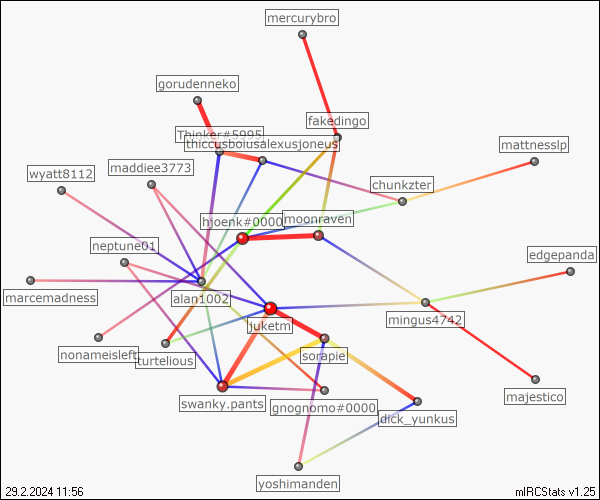 mercurybro
gorudenneko
fakedingo
Thinker#5995
thiccusboiusalexusjoneus
mattnesslp
maddiee3773
wyatt8112
chunkzter
hjoenk#0000
moonraven
neptune01
edgepanda
marcemadness
alan1002
mingus4742
juketm
nonameisleft
turtelious
sorapie
majestico
swanky.pants
gnognomo#0000
dick_yunkus
yoshimanden
29.2.2024 11:56
mIRCStats v1.25